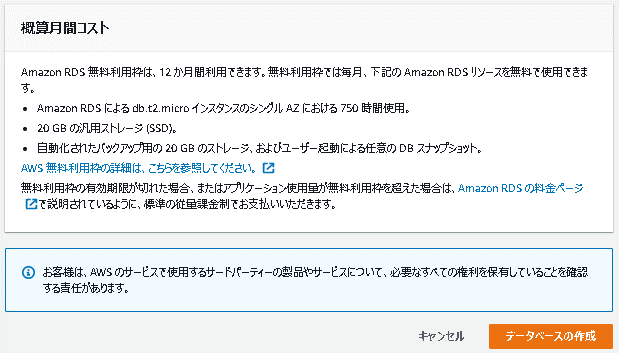 概算月間コスト
Amazon RDS 無料利用枠は、12 か月間利用できます。無料利用枠では毎月、下記の Amazon RDS リソースを無料で使用できま
す。
• Amazon RDS による db.t2.micro インスタンスのシングル AZ における 750 時間使用。
• 20 GB の汎用ストレージ (SSD)。
• 自動化されたバックアップ用の 20 GB のストレージ、およびユーザー起動による任意の DB スナップショット。
AWS 無料利用枠の詳細は、こちらを参照してください。
無料利用枠の有効期限が切れた場合、またはアプリケーション使用量が無料利用枠を超えた場合は、Amazon RDS の料金ページ
で説明されているように、標準の従量課金制でお支払いいただきます。
お客様は、AWS のサービスで使用するサードパーティーの製品やサービスについて、必要なすべての権利を保有していることを確認
する責任があります。
キャンセル
データベースの作成